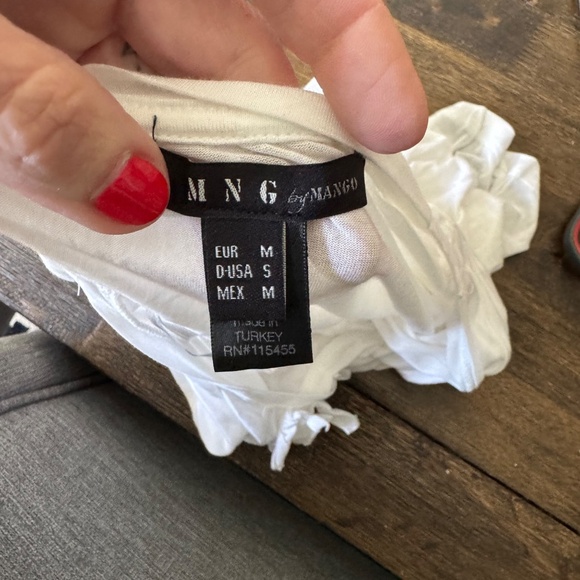 MNG by MANGO
EUR M
D-USA S
MEX M
made in
TURKEY
RN#115455